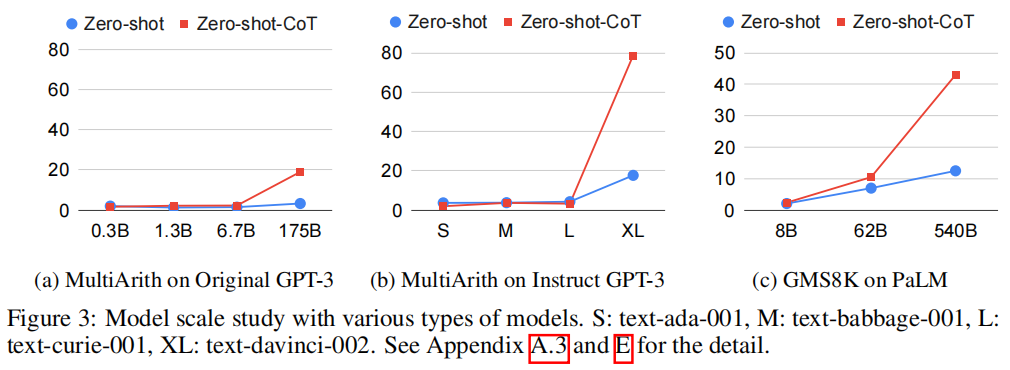 Zero-shot Zero-shot-CoT
80
60
40
20
0
0.3B 1.3B 6.7B 175B
(a) MultiArith on Original GPT-3
Zero-shot Zero-shot-CoT
80
60
40
20
0
S M L XL
(b) MultiArith on Instruct GPT-3
Zero-shot Zero-shot-CoT
50
40
30
20
10
0
8B 62B 540B
(c) GMS8K on PaLM
Figure 3: Model scale study with various types of models. S: text-ada-001, M: text-babbage-001, L:
text-curie-001, XL: text-davinci-002. See Appendix A.3 and E for the detail.